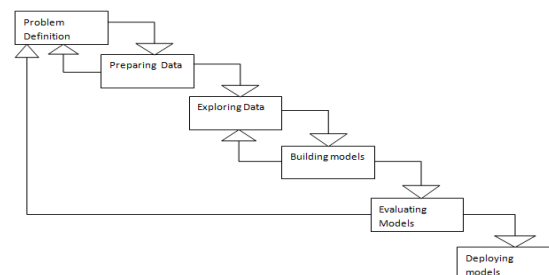 Problem
Definition
Preparing Data
Exploring Data
Building models
Evaluating
Models
Deploying
models